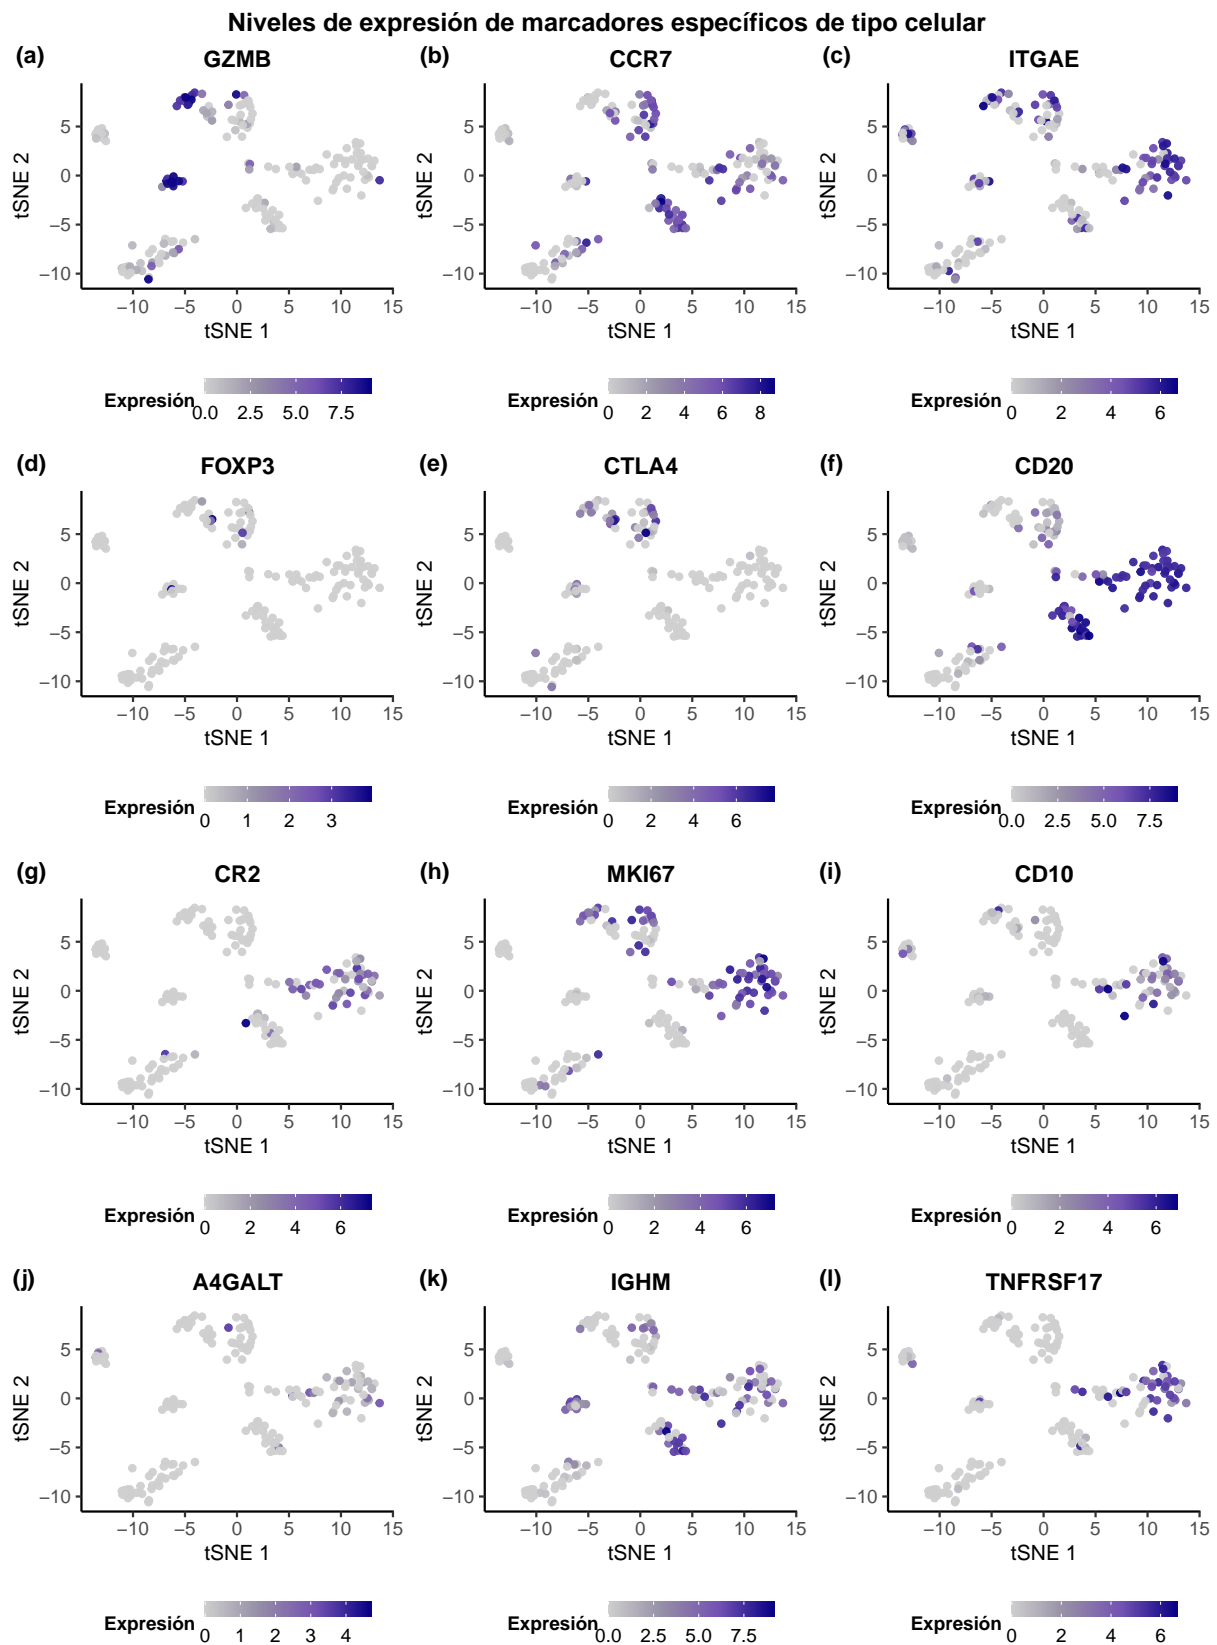 Niveles de expresión de marcadores específicos de tipo celular
(a) GZMB
(b) CCR7
(c) ITGAE
tSNE 2
5
0
−5
−10
−10 −5 0 5 10 15
tSNE 1
Expresión 0.0 2.5 5.0 7.5
tSNE 2
5
0
−5
−10
−10 −5 0 5 10 15
tSNE 1
Expresión 0 2 4 6 8
tSNE 2
5
0
−5
−10
−10 −5 0 5 10 15
tSNE 1
Expresión 0 2 4 6
(d) FOXP3
(e) CTLA4
(f) CD20
tSNE 2
5
0
−5
−10
−10 −5 0 5 10 15
tSNE 1
Expresión 0 1 2 3
tSNE 2
5
0
−5
−10
−10 −5 0 5 10 15
tSNE 1
Expresión 0 2 4 6
tSNE 2
5
0
−5
−10
−10 −5 0 5 10 15
tSNE 1
Expresión 0.0 2.5 5.0 7.5
(g) CR2
(h) MKI67
(i) CD10
tSNE 2
5
0
−5
−10
−10 −5 0 5 10 15
tSNE 1
Expresión 0 2 4 6
tSNE 2
5
0
−5
−10
−10 −5 0 5 10 15
tSNE 1
Expresión 0 2 4 6
tSNE 2
5
0
−5
−10
−10 −5 0 5 10 15
tSNE 1
Expresión 0 2 4 6
(j) A4GALT
(k) IGHM
(l) TNFRSF17
tSNE 2
5
0
−5
−10
−10 −5 0 5 10 15
tSNE 1
Expresión 0 1 2 3 4
tSNE 2
5
0
−5
−10
−10 −5 0 5 10 15
tSNE 1
Expresión 0.0 2.5 5.0 7.5
tSNE 2
5
0
−5
−10
−10 −5 0 5 10 15
tSNE 1
Expresión 0 2 4 6